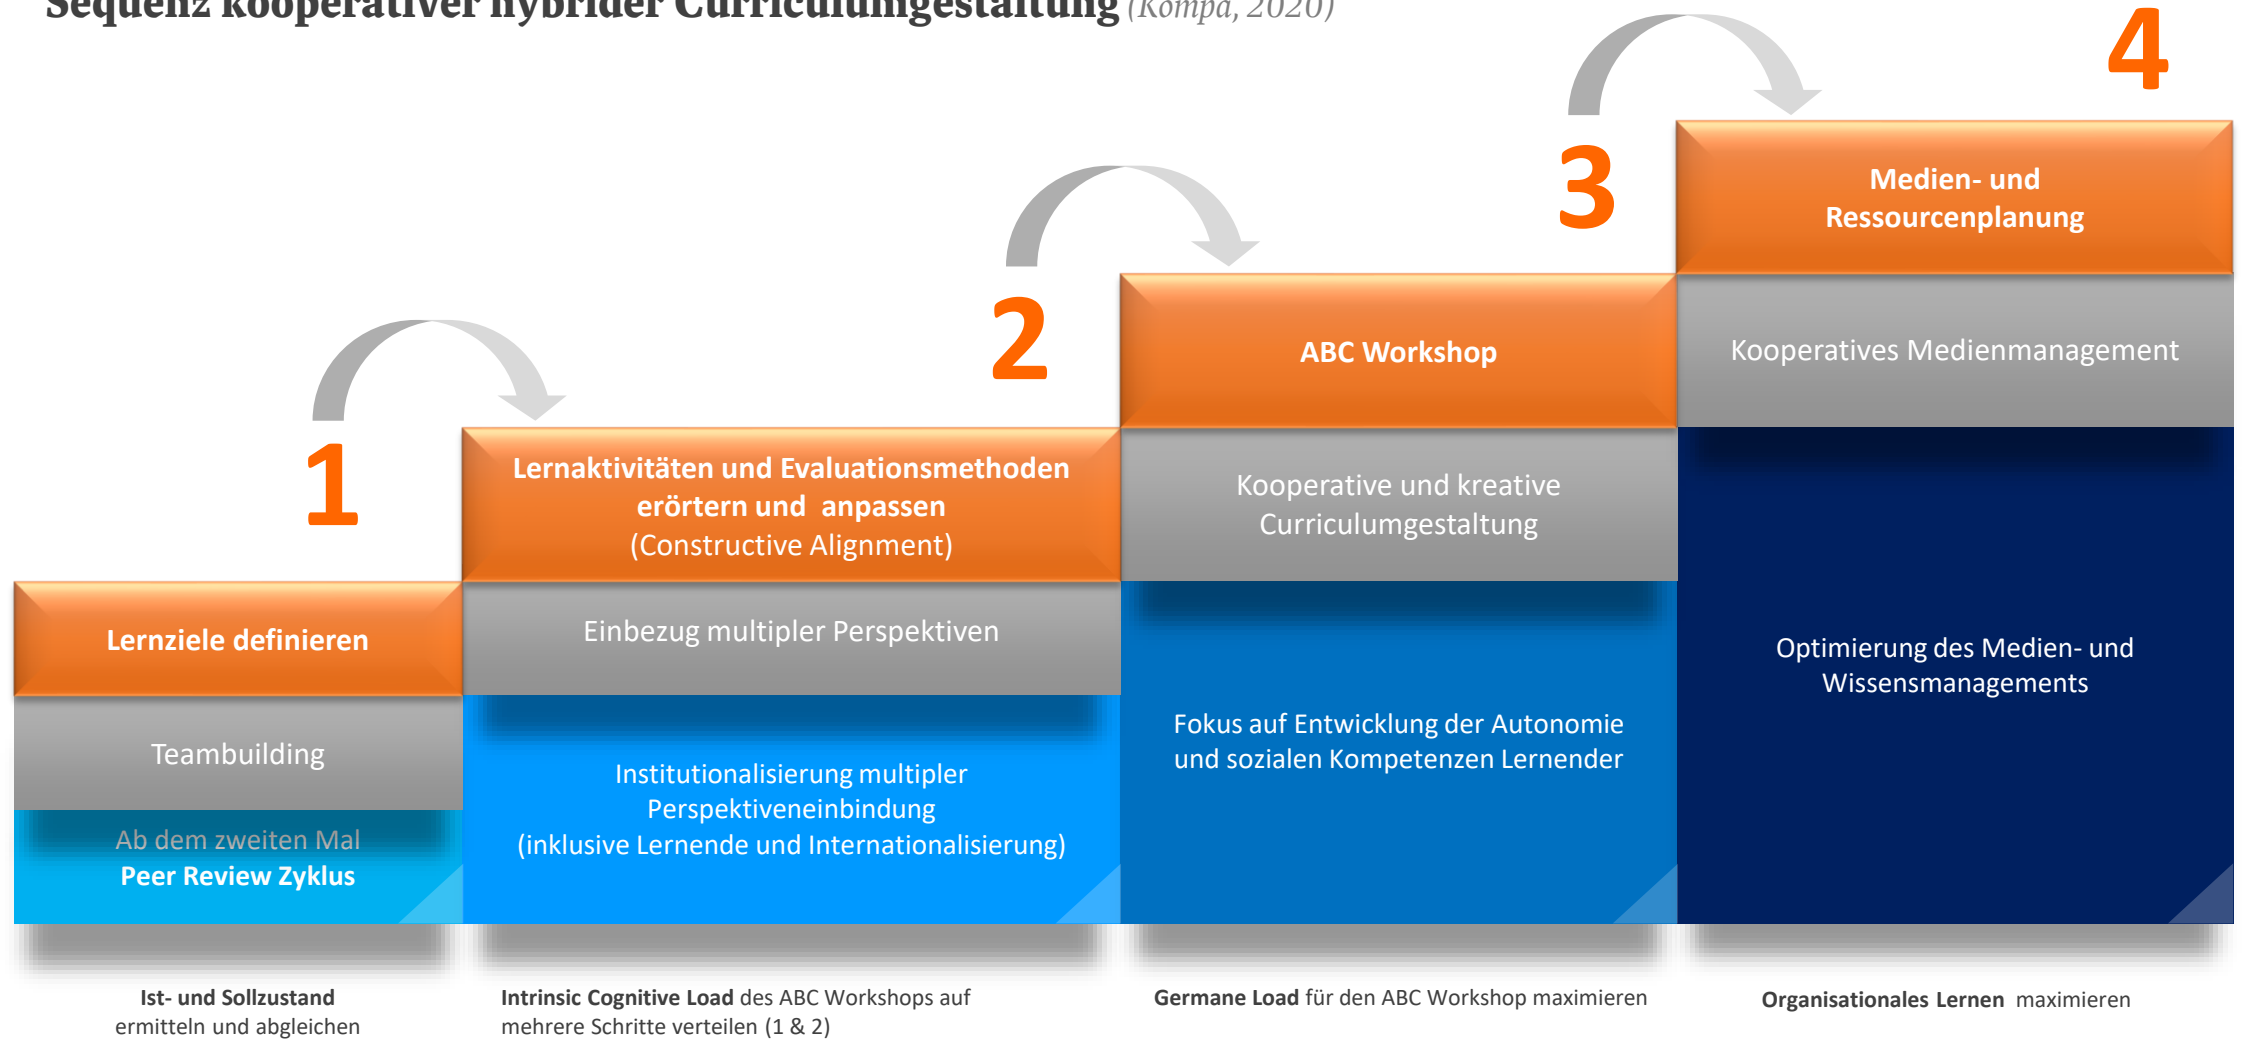 Sequenz kooperativer hybrider Curriculumgestaltung (Kompa, 2020)
1
Lernziele definieren
Teambuilding
Ab dem zweiten Mal
Peer Review Zyklus
Ist- und Sollzustand
ermitteln und abgleichen
2
Lernaktivitäten und Evaluationsmethoden
erörtern und anpassen
(Constructive Alignment)
Einbezug multipler Perspektiven
Institutionalisierung multipler
Perspektiveneinbindung
(inklusive Lernende und Internationalisierung)
Intrinsic Cognitive Load des ABC Workshops auf
mehrere Schritte verteilen (1 & 2)
3
ABC Workshop
Kooperative und kreative
Curriculumgestaltung
Fokus auf Entwicklung der Autonomie
und sozialen Kompetenzen Lernender
Germane Load für den ABC Workshop maximieren
4
Medien- und
Ressourcenplanung
Kooperatives Medienmanagement
Optimierung des Medien- und
Wissensmanagements
Organisationales Lernen maximieren